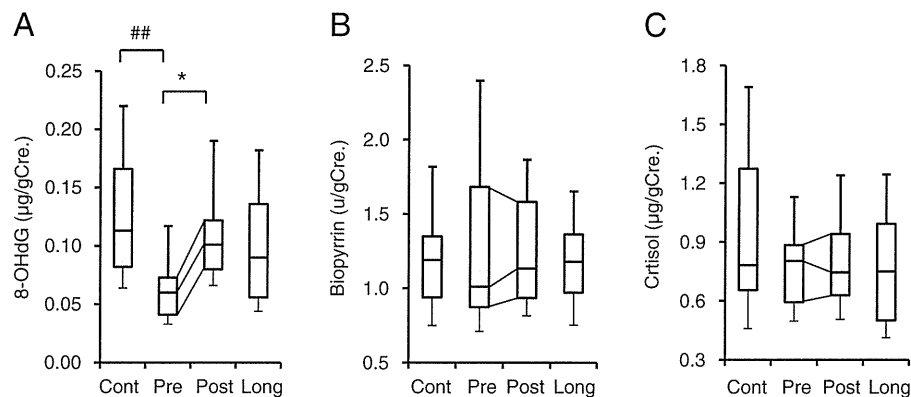 A
##
*
0.25
0.20
0.15
0.10
0.05
0.00
8-OHdG (µg/gCre.)
Cont Pre Post Long
B
2.5
2.0
1.5
1.0
0.5
Biopyrrin (u/gCre.)
Cont Pre Post Long
C
1.8
1.5
1.2
0.9
0.6
0.3
Crtisol (µg/gCre.)
Cont Pre Post Long